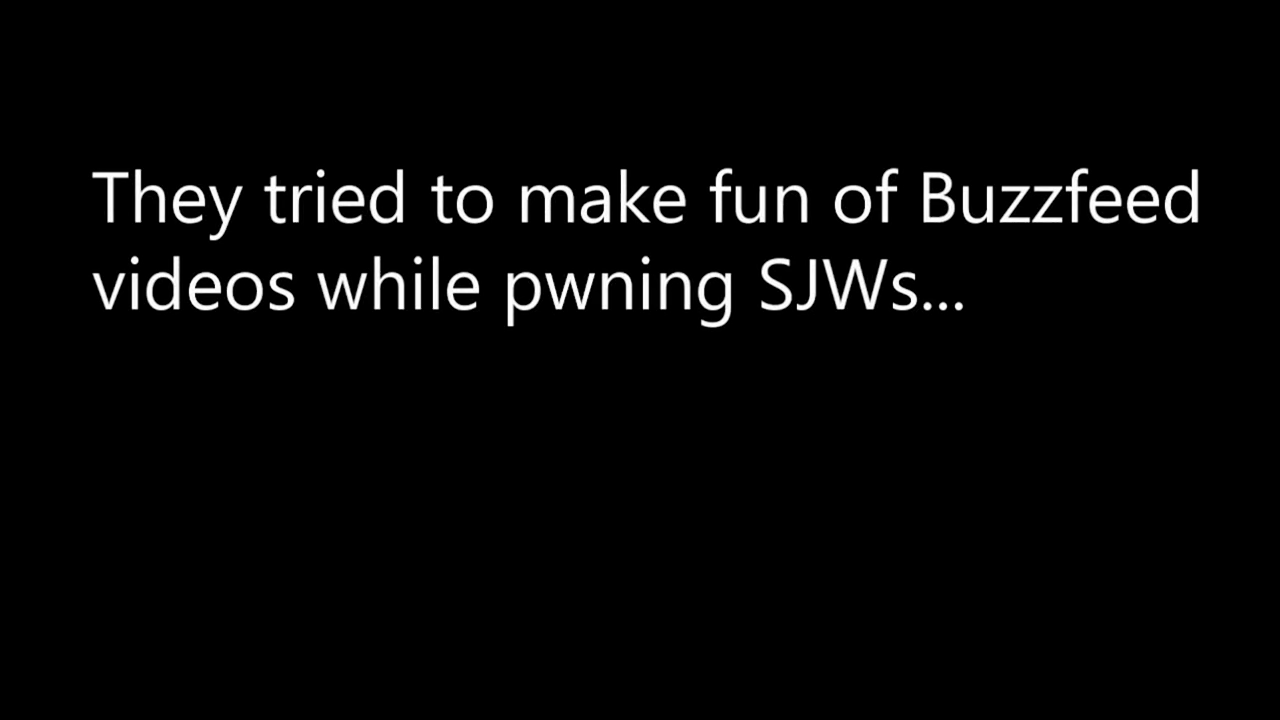 They tried to make fun of Buzzfeed
videos while pwning SJWs...